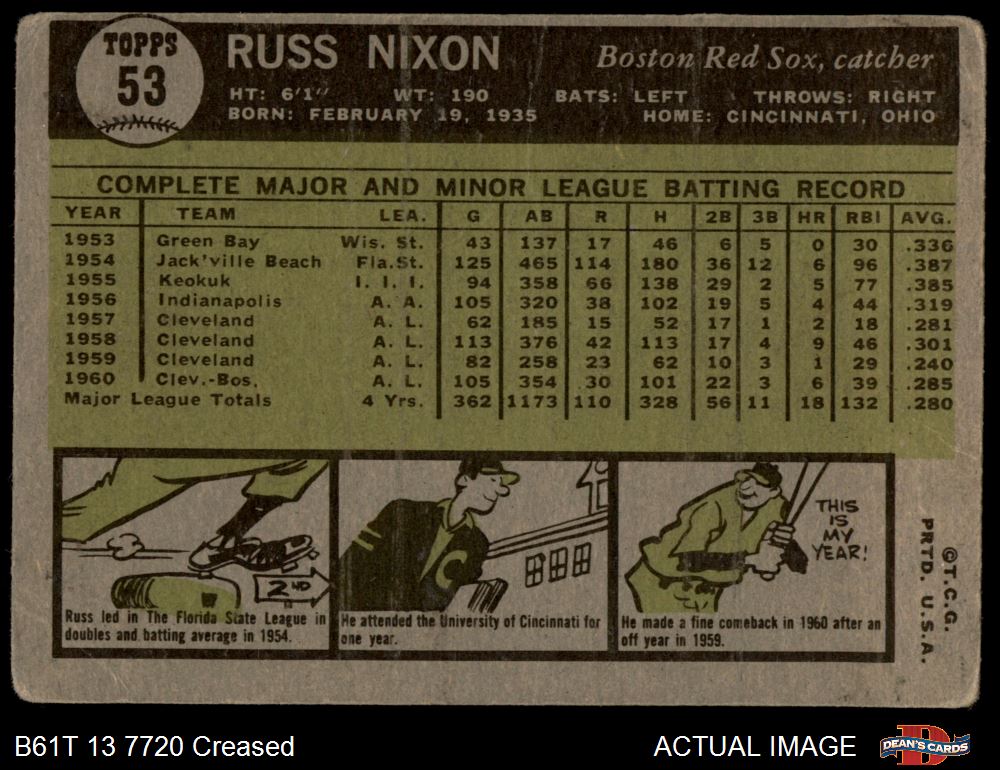 TOPPS
53
RUSS NIXON
Boston Red Sox, catcher
HT: 6'1" WT: 190 BATS: LEFT THROWS: RIGHT
BORN: FEBRUARY 19, 1935 HOME: CINCINNATI, OHIO
COMPLETE MAJOR AND MINOR LEAGUE BATTING RECORD
YEAR TEAM LEA. G AB R H 2B 3B HR RBI AVG.
1953 Green Bay Wis. St. 43 137 17 46 6 5 0 30 .336
1954 Jack'ville Beach Fla.St. 125 465 114 180 36 12 6 96 .387
1955 Keokuk I. I. I. 94 358 66 138 29 2 5 77 .385
1956 Indianapolis A. A. 105 320 38 102 19 5 4 44 .319
1957 Cleveland A. L. 62 185 15 52 17 1 2 18 .281
1958 Cleveland A. L. 113 376 42 113 17 4 9 46 .301
1959 Cleveland A. L. 82 258 23 62 10 3 1 29 .240
1960 Clev.-Bos. A. L. 105 354 30 101 22 3 6 39 .285
Major League Totals 4 Yrs. 362 1173 110 328 56 11 18 132 .280
2ND
Russ led in The Florida State League in
doubles and batting average in 1954.
C
He attended the University of Cincinnati for
one year.
THIS
IS
MY
YEAR!
He made a fine comeback in 1960 after an
off year in 1959.
©T.C.G.
PRTD. U.S.A.
B61T 13 7720 Creased
ACTUAL IMAGE
DEAN'S CARDS